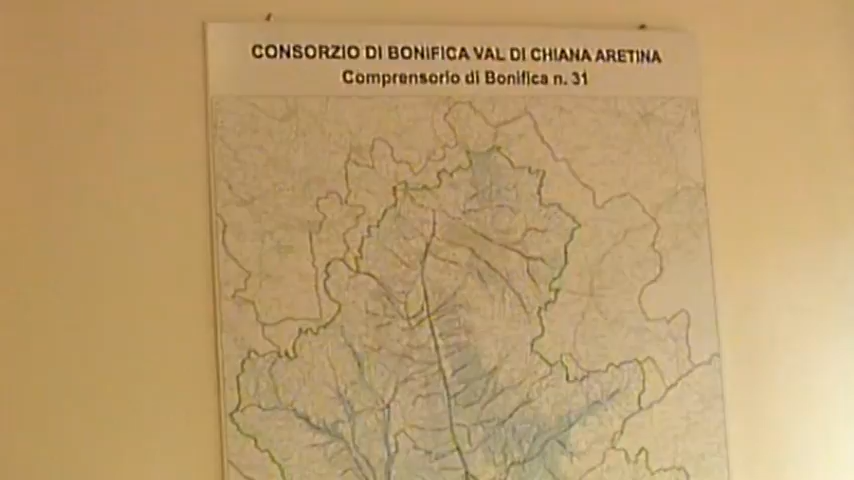 CONSORZIO DI BONIFICA VAL DI CHIANA ARETINA
Comprensorio di Bonifica n. 31